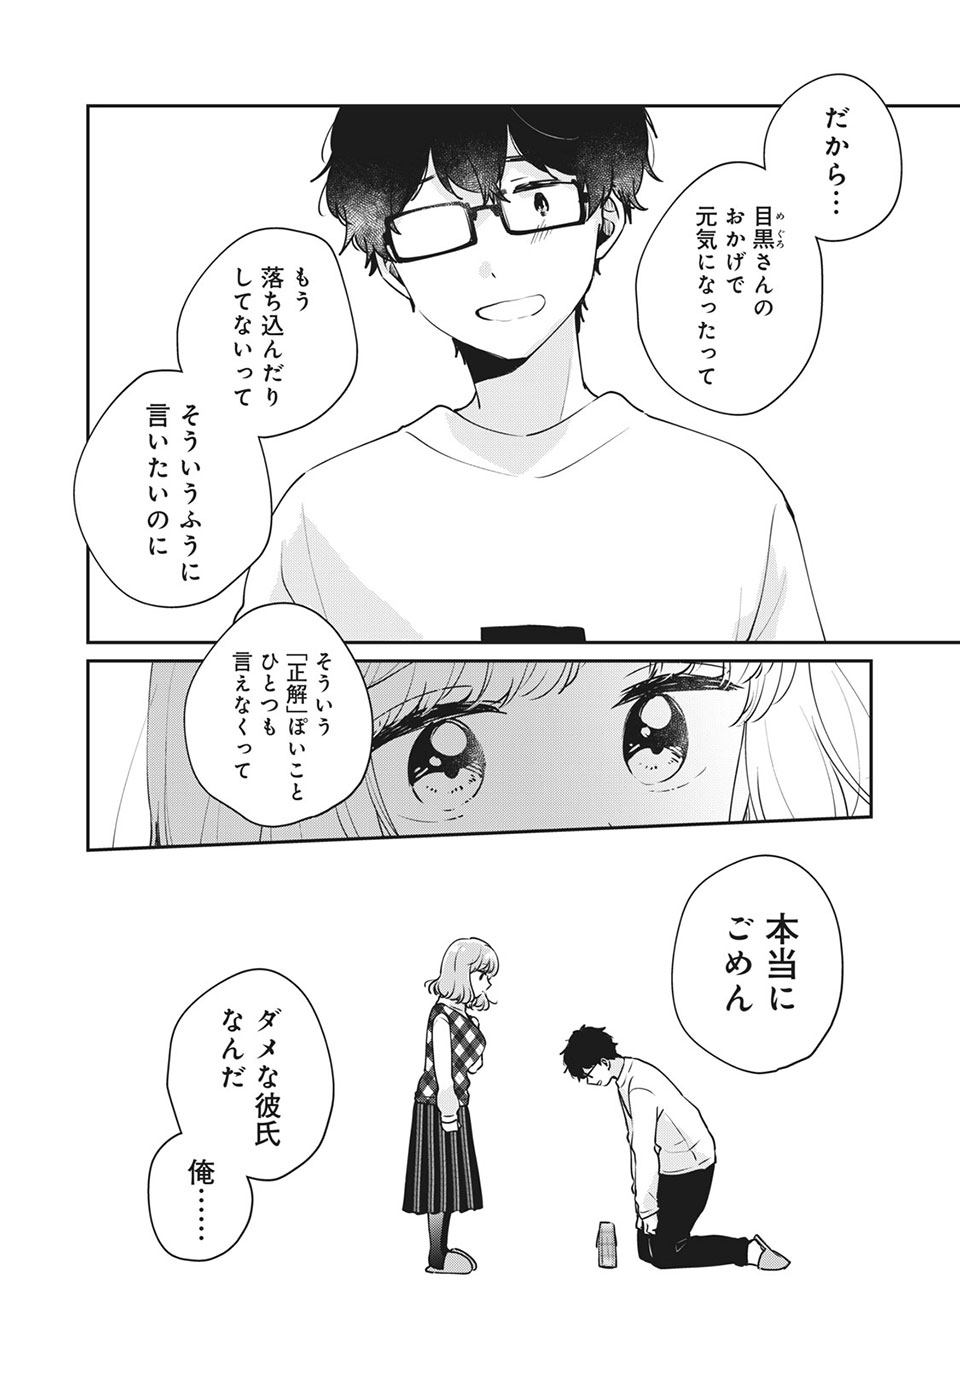 だから…
目黒さんの
めぐろ
おかげで
元気になったって
もう
落ち込んだり
してないって
そういうふうに
言いたいのに
そういう
「正解」ぽいこと
ひとつも
言えなくって
本当に
ごめん
ダメな彼氏
なんだ
俺……